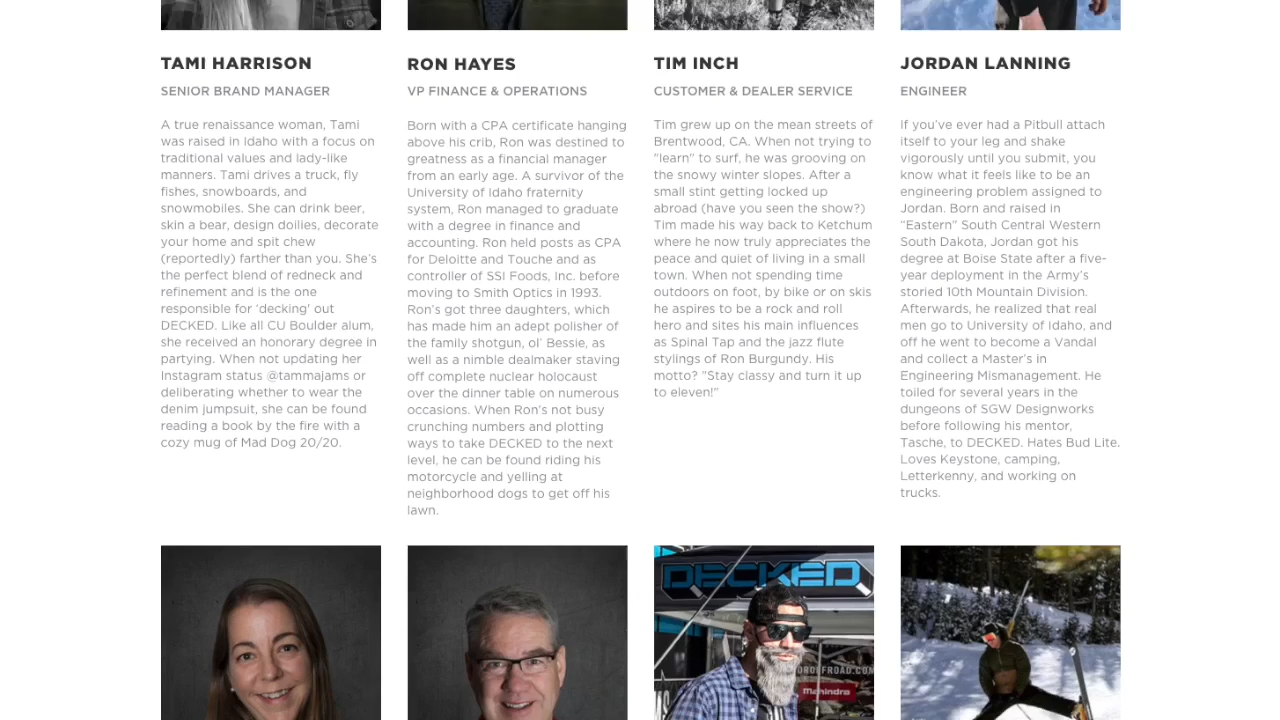 TAMI HARRISON
SENIOR BRAND MANAGER
A true renaissance woman, Tami
was raised in Idaho with a focus on
traditional values and lady-like
manners. Tami drives a truck, fly
fishes, snowboards, and
snowmobiles. She can drink beer,
skin a bear, design doilies, decorate
your home and spit chew
(reportedly) farther than you. She's
the perfect blend of redneck and
refinement and is the one
responsible for 'decking' out
DECKED. Like all CU Boulder alum,
she received an honorary degree in
partying. When not updating her
Instagram status @tammajams or
deliberating whether to wear the
denim jumpsuit, she can be found
reading a book by the fire with a
cozy mug of Mad Dog 20/20.
RON HAYES
VP FINANCE & OPERATIONS
Born with a CPA certificate hanging
above his crib, Ron was destined to
greatness as a financial manager
from an early age. A survivor of the
University of Idaho fraternity
system, Ron managed to graduate
with a degree in finance and
accounting. Ron held posts as CPA
for Deloitte and Touche and as
controller of SSI Foods, Inc. before
moving to Smith Optics in 1993.
Ron's got three daughters, which
has made him an adept polisher of
the family shotgun, ol' Bessie, as
well as a nimble dealmaker staving
off complete nuclear holocaust
over the dinner table on numerous
occasions. When Ron's not busy
crunching numbers and plotting
ways to take DECKED to the next
level, he can be found riding his
motorcycle and yelling at
neighborhood dogs to get off his
lawn.
TIM INCH
CUSTOMER & DEALER SERVICE
Tim grew up on the mean streets of
Brentwood, CA. When not trying to
"learn" to surf, he was grooving on
the snowy winter slopes. After a
small stint getting locked up
abroad (have you seen the show?)
Tim made his way back to Ketchum
where he now truly appreciates the
peace and quiet of living in a small
town. When not spending time
outdoors on foot, by bike or on skis
he aspires to be a rock and roll
hero and sites his main influences
as Spinal Tap and the jazz flute
stylings of Ron Burgundy. His
motto? "Stay classy and turn it up
to eleven!"
JORDAN LANNING
ENGINEER
If you've ever had a Pitbull attach
itself to your leg and shake
vigorously until you submit, you
know what it feels like to be an
engineering problem assigned to
Jordan. Born and raised in
"Eastern" South Central Western
South Dakota, Jordan got his
degree at Boise State after a five-
year deployment in the Army's
storied 10th Mountain Division.
Afterwards, he realized that real
men go to University of Idaho, and
off he went to become a Vandal
and collect a Master's in
Engineering Mismanagement. He
toiled for several years in the
dungeons of SGW Designworks
before following his mentor,
Tasche, to DECKED. Hates Bud Lite.
Loves Keystone, camping,
Letterkenny, and working on
trucks.
DECKED
Mahindra